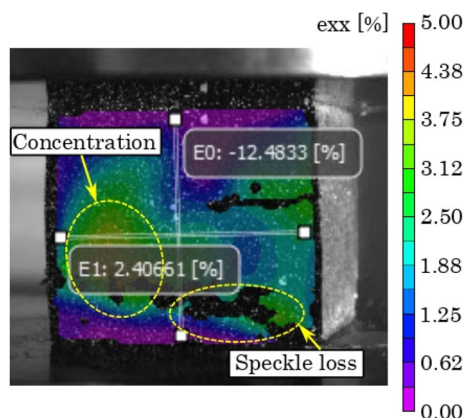 exx [%]
5.00
4.38
3.75
3.12
2.50
1.88
1.25
0.62
0.00
Concentration
E0: -12.4833 [%]
E1: 2.40661 [%]
Speckle loss